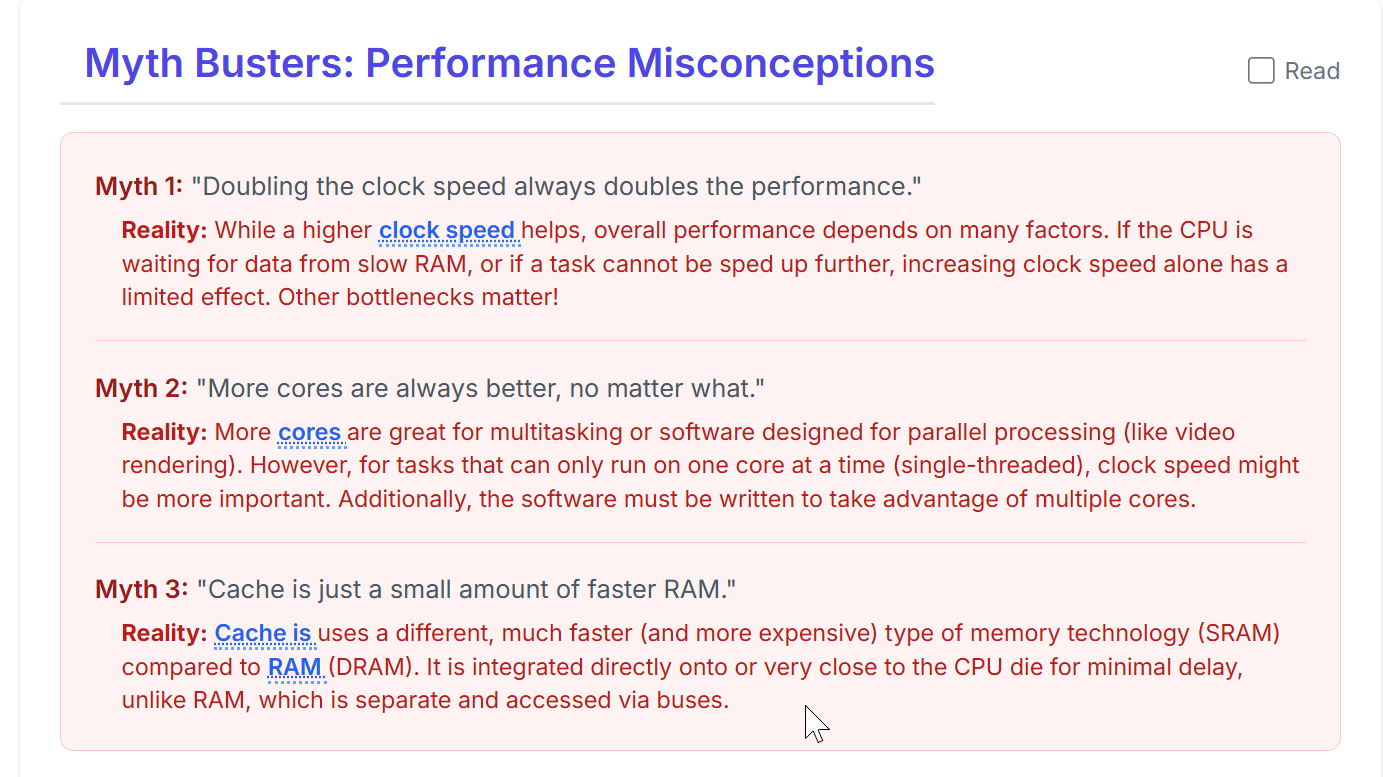 Myth Busters: Performance Misconceptions
Read
Myth 1: "Doubling the clock speed always doubles the performance."
Reality: While a higher clock speed helps, overall performance depends on many factors. If the CPU is
waiting for data from slow RAM, or if a task cannot be sped up further, increasing clock speed alone has a
limited effect. Other bottlenecks matter!
Myth 2: "More cores are always better, no matter what."
Reality: More cores are great for multitasking or software designed for parallel processing (like video
rendering). However, for tasks that can only run on one core at a time (single-threaded), clock speed might
be more important. Additionally, the software must be written to take advantage of multiple cores.
Myth 3: "Cache is just a small amount of faster RAM."
Reality: Cache is uses a different, much faster (and more expensive) type of memory technology (SRAM)
compared to RAM (DRAM). It is integrated directly onto or very close to the CPU die for minimal delay,
unlike RAM, which is separate and accessed via buses.